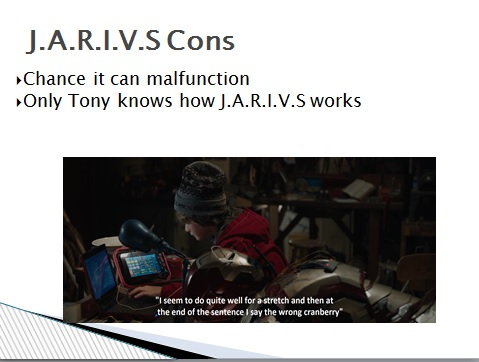 J.A.R.I.V.S Cons
Chance it can malfunction
Only Tony knows how J.A.R.I.V.S works
"I seem to do quite well for a stretch and then at
the end of the sentence I say the wrong cranberry"